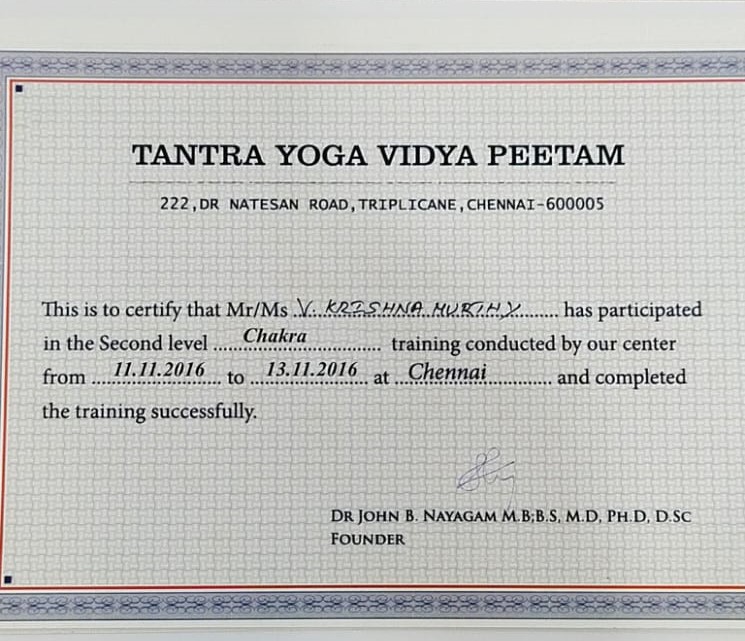 TANTRA YOGA VIDYA PEETAM
222,DR NATESAN ROAD,TRIPLICANE,CHENNAI-600005
This is to certify that Mr/Ms .V. KRISHNA MURTHY........ has participated
in the Second level ....Chakra.... training conducted by our center
from ...11.11.2016... to ..13.11.2016.. at ...Chennai............. and completed
the training successfully.
DR JOHN B. NAYAGAM M.B;B.S, M.D, PH.D, D.SC
FOUNDER